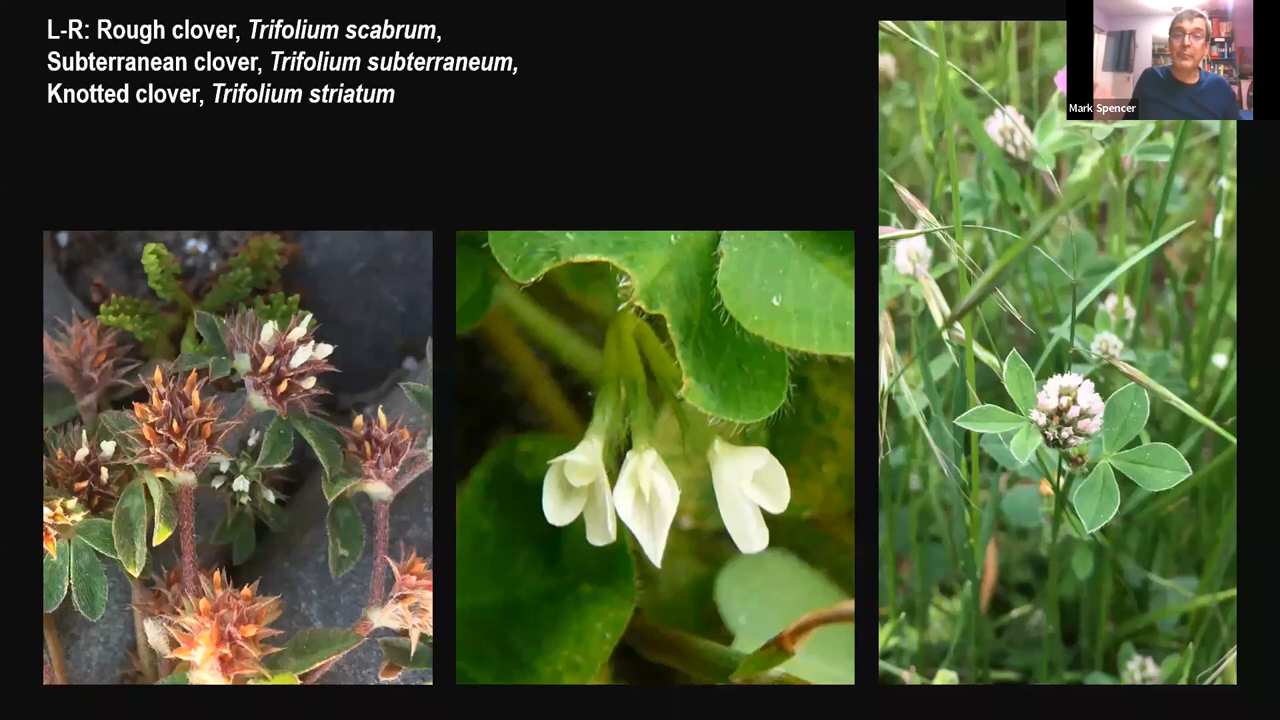 L-R: Rough clover, Trifolium scabrum,
Subterranean clover, Trifolium subterraneum,
Knotted clover, Trifolium striatum
Mark Spencer